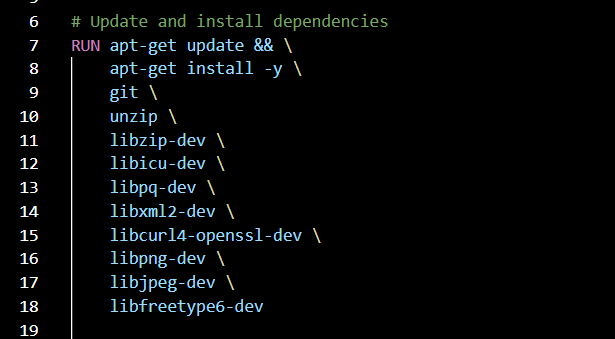 6 # Update and install dependencies
7 RUN apt-get update && \
8 apt-get install -y \
9 git \
10 unzip \
11 libzip-dev \
12 libicu-dev \
13 libpq-dev \
14 libxml2-dev \
15 libcurl4-openssl-dev \
16 libpng-dev \
17 libjpeg-dev \
18 libfreetype6-dev
19